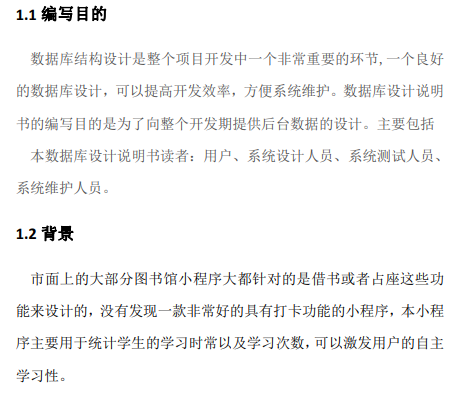 1.1 编写目的
数据库结构设计是整个项目开发中一个非常重要的环节,一个良好
的数据库设计，可以提高开发效率，方便系统维护。数据库设计说明
书的编写目的是为了向整个开发期提供后台数据的设计。主要包括
本数据库设计说明书读者：用户、系统设计人员、系统测试人员、
系统维护人员。
1.2 背景
市面上的大部分图书馆小程序大都针对的是借书或者占座这些功
能来设计的，没有发现一款非常好的具有打卡功能的小程序，本小程
序主要用于统计学生的学习时常以及学习次数，可以激发用户的自主
学习性。